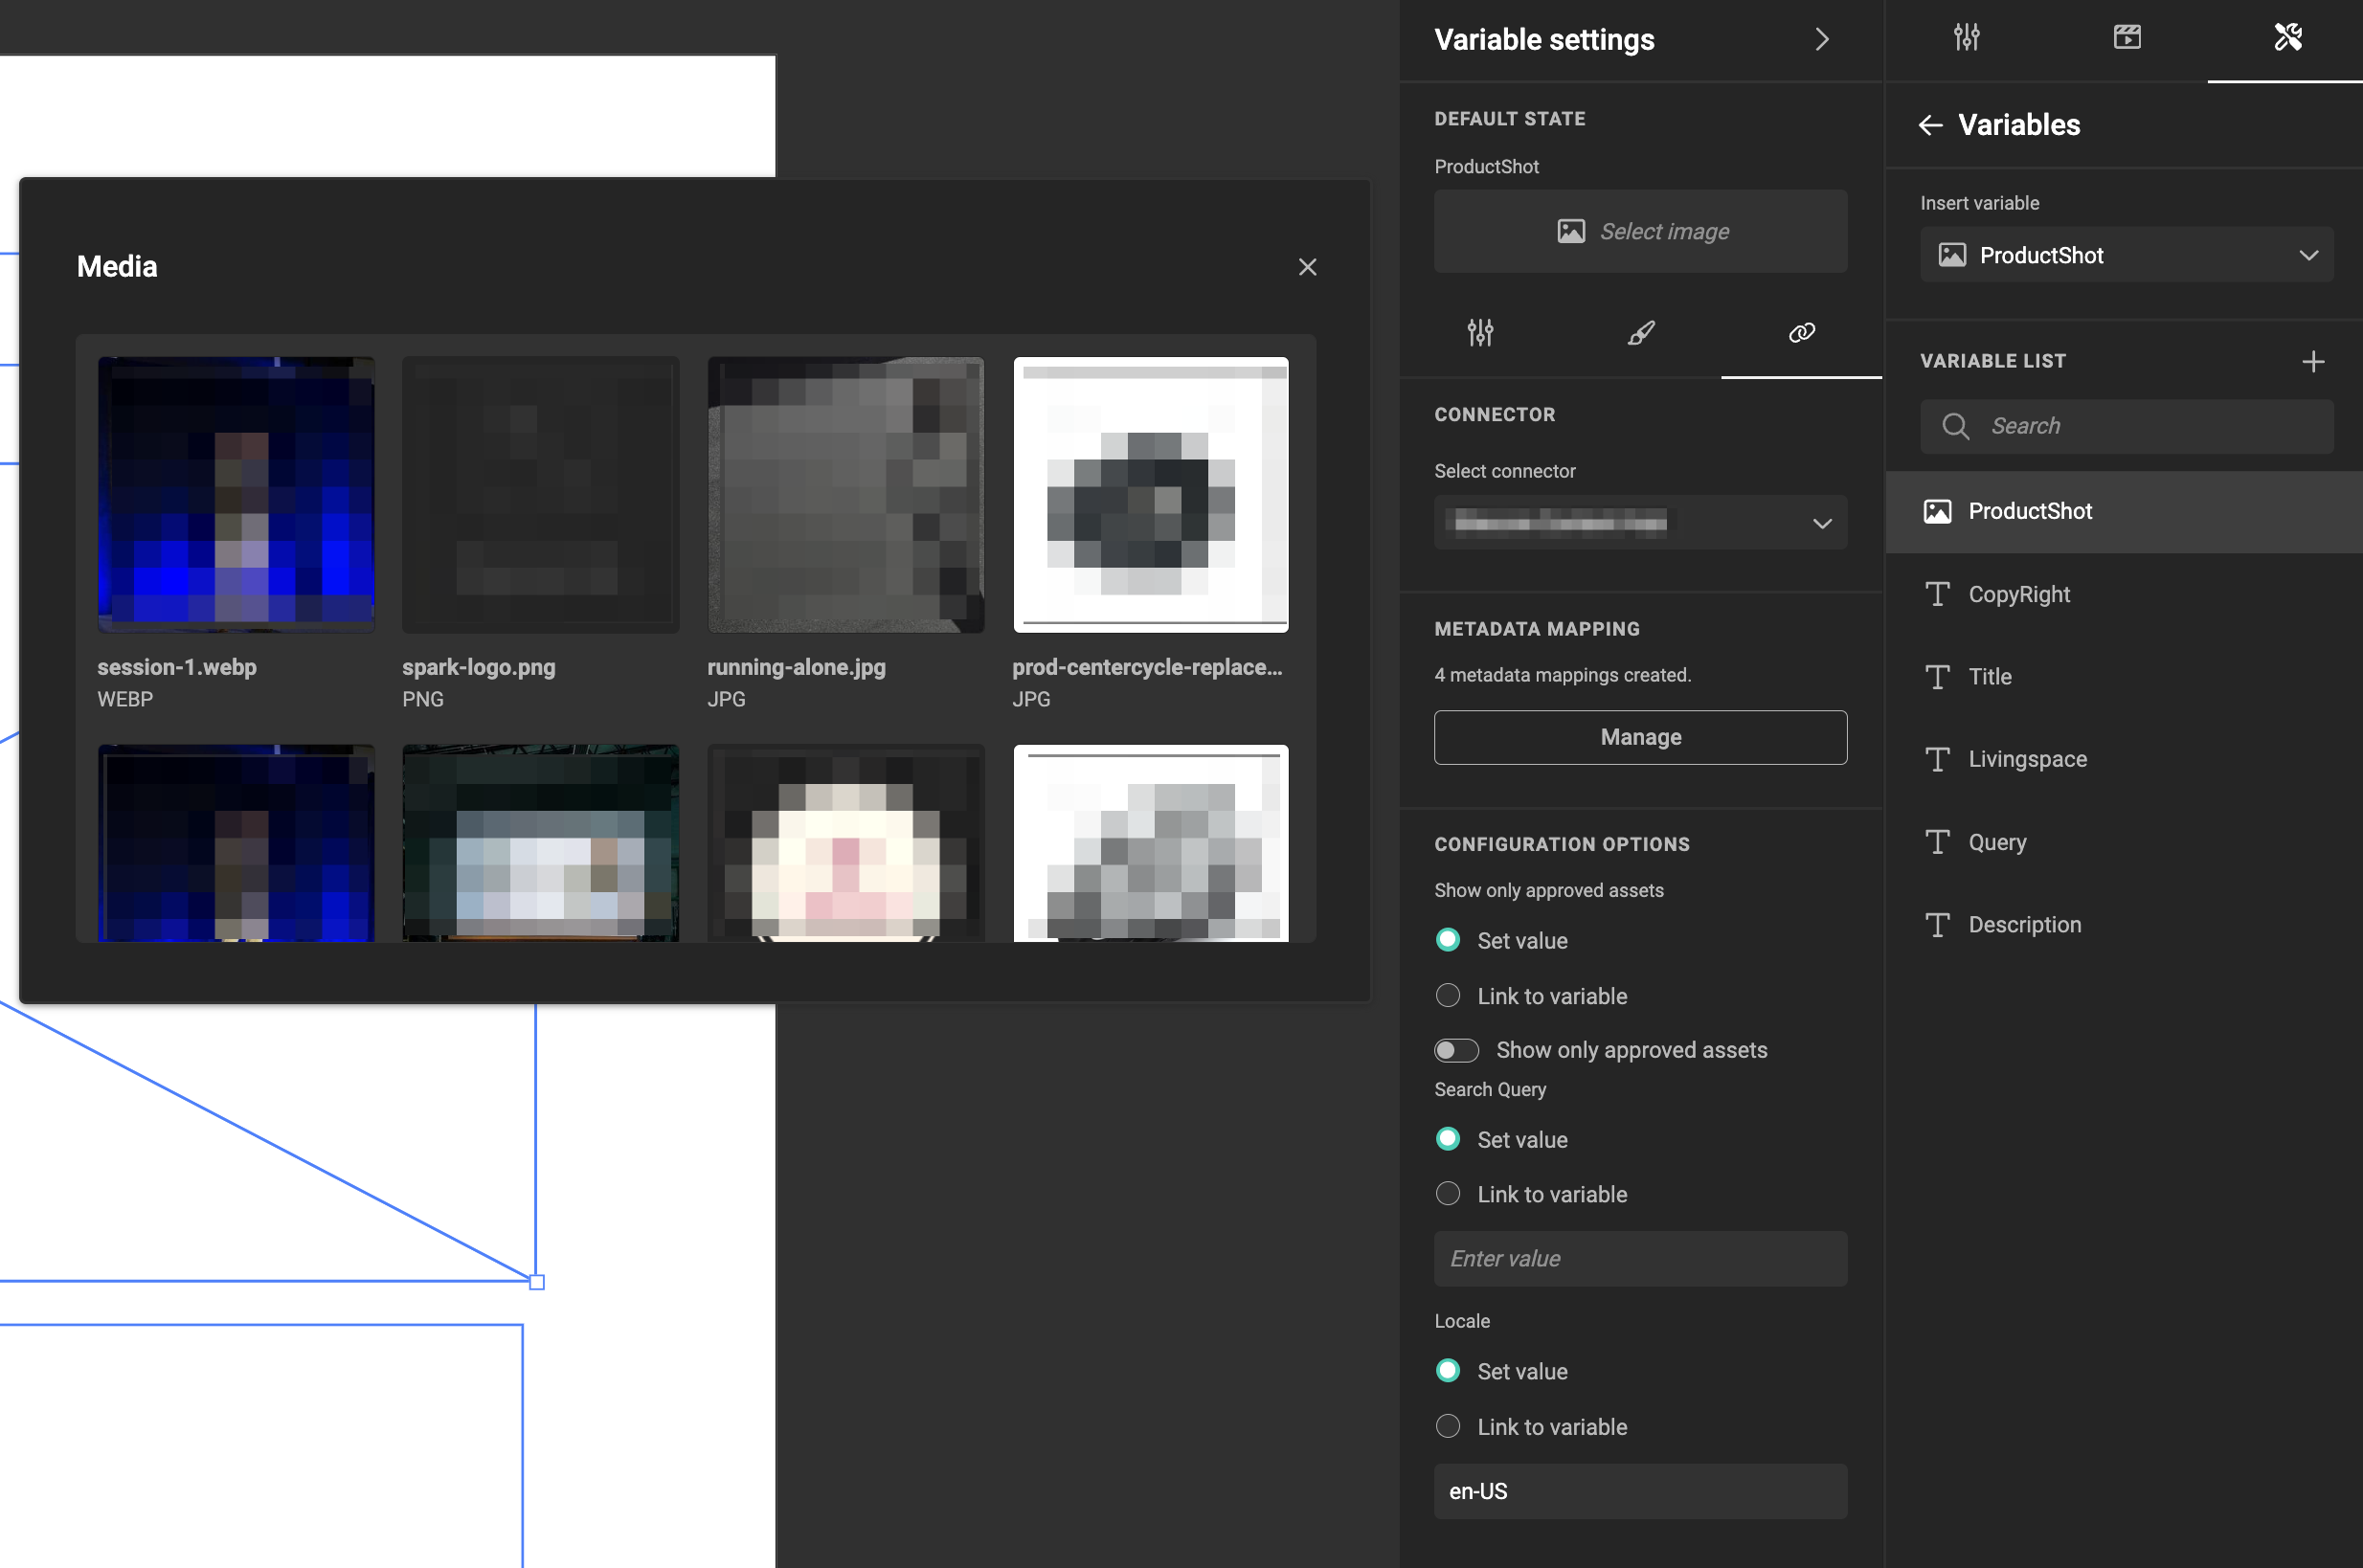 Media
session-1.webp
WEBP
spark-logo.png
PNG
running-alone.jpg
JPG
prod-centercycle-replace...
JPG
Variable settings
DEFAULT STATE
ProductShot
Select image
CONNECTOR
Select connector
METADATA MAPPING
4 metadata mappings created.
Manage
CONFIGURATION OPTIONS
Show only approved assets
Set value
Link to variable
Show only approved assets
Search Query
Set value
Link to variable
Enter value
Locale
Set value
Link to variable
en-US
Variables
Insert variable
ProductShot
VARIABLE LIST
Search
ProductShot
CopyRight
Title
Livingspace
Query
Description